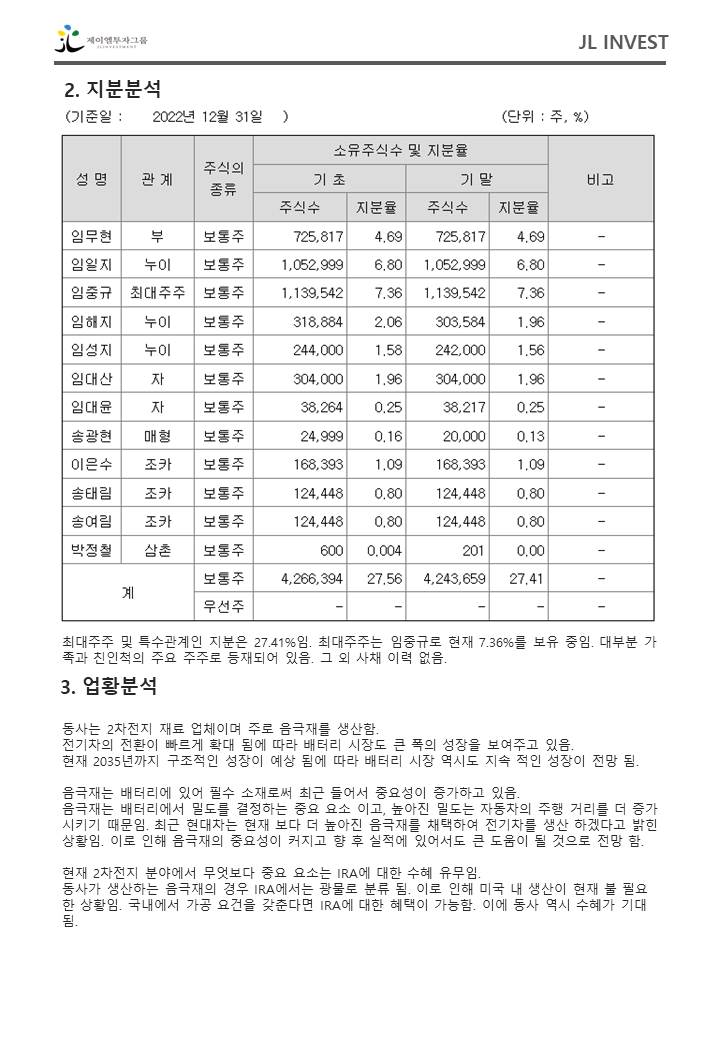 제이엘투자그룹
JLINVESTMENT
JL INVEST
2. 지분분석
(기준일 : 2022년 12월 31일 ) (단위 : 주, %)
성 명 관 계 주식의 종류 소유주식수 및 지분율 비고
기 초 기 말
주식수 지분율 주식수 지분율
임무현 부 보통주 725,817 4.69 725,817 4.69 -
임일지 누이 보통주 1,052,999 6.80 1,052,999 6.80 -
임중규 최대주주 보통주 1,139,542 7.36 1,139,542 7.36 -
임해지 누이 보통주 318,884 2.06 303,584 1.96 -
임성지 누이 보통주 244,000 1.58 242,000 1.56 -
임대산 자 보통주 304,000 1.96 304,000 1.96 -
임대윤 자 보통주 38,264 0.25 38,217 0.25 -
송광현 매형 보통주 24,999 0.16 20,000 0.13 -
이은수 조카 보통주 168,393 1.09 168,393 1.09 -
송태림 조카 보통주 124,448 0.80 124,448 0.80 -
송여림 조카 보통주 124,448 0.80 124,448 0.80 -
박정철 삼촌 보통주 600 0.004 201 0.00 -
계 보통주 4,266,394 27.56 4,243,659 27.41 -
우선주 - - - - -
최대주주 및 특수관계인 지분은 27.41%임. 최대주주는 임중규로 현재 7.36%를 보유 중임. 대부분 가
족과 친인척의 주요 주주로 등재되어 있음. 그 외 사채 이력 없음.
3. 업황분석
동사는 2차전지 재료 업체이며 주로 음극재를 생산함.
전기차의 전환이 빠르게 확대 됨에 따라 배터리 시장도 큰 폭의 성장을 보여주고 있음.
현재 2035년까지 구조적인 성장이 예상 됨에 따라 배터리 시장 역시도 지속 적인 성장이 전망 됨.
음극재는 배터리에 있어 필수 소재로써 최근 들어서 중요성이 증가하고 있음.
음극재는 배터리에서 밀도를 결정하는 중요 요소 이고, 높아진 밀도는 자동차의 주행 거리를 더 증가
시키기 때문임. 최근 현대차는 현재 보다 더 높아진 음극재를 채택하여 전기차를 생산 하겠다고 밝힌
상황임. 이로 인해 음극재의 중요성이 커지고 향 후 실적에 있어서도 큰 도움이 될 것으로 전망 함.
현재 2차전지 분야에서 무엇보다 중요 요소는 IRA에 대한 수혜 유무임.
동사가 생산하는 음극재의 경우 IRA에서는 광물로 분류 됨. 이로 인해 미국 내 생산이 현재 불 필요
한 상황임. 국내에서 가공 요건을 갖춘다면 IRA에 대한 혜택이 가능함. 이에 동사 역시 수혜가 기대
됨.